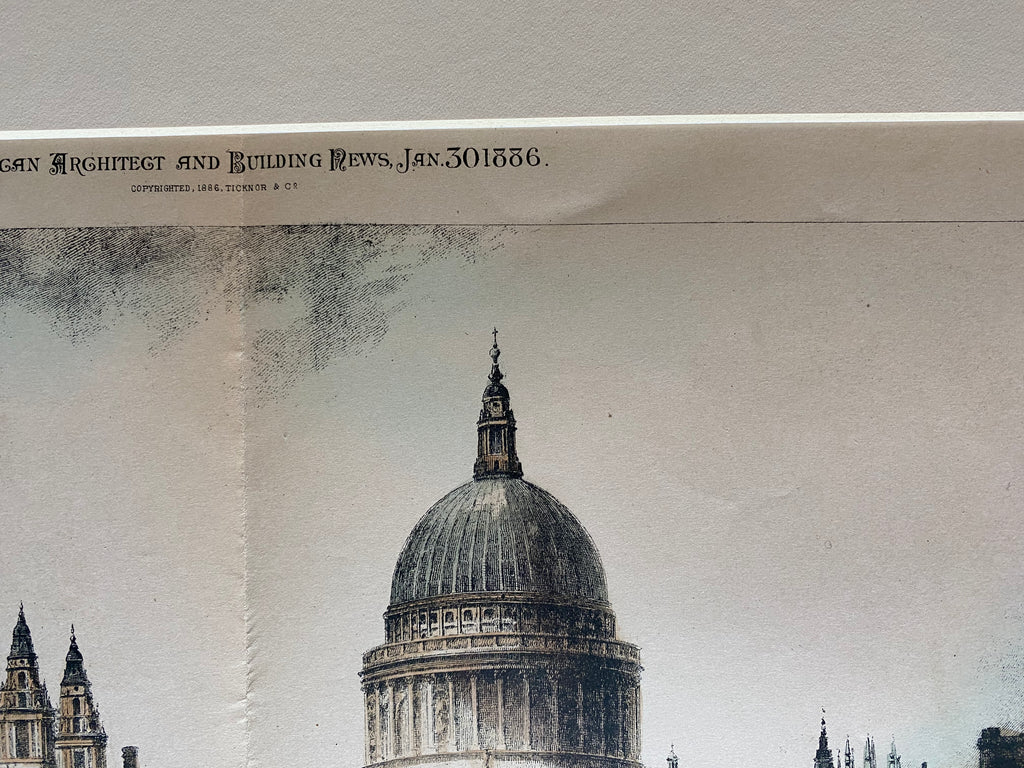 CAN ARCHITECT AND BUILDING NEWS, JAN. 30 1886.
COPYRIGHTED, 1886, TICKNOR & CO